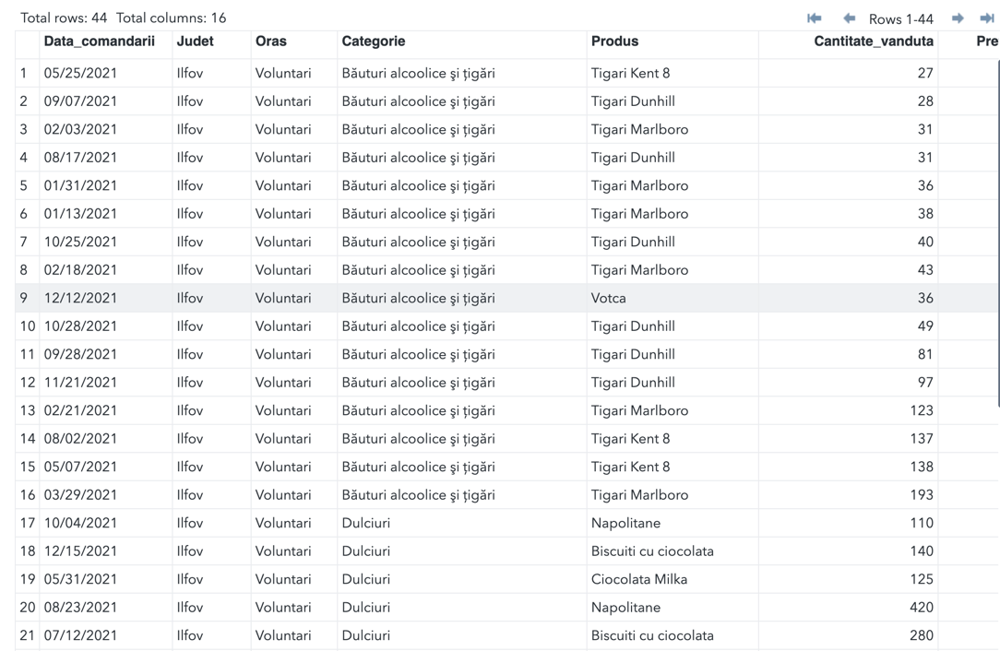 Total rows: 44 Total columns: 16 Rows 1-44
Data_comandarii Judet Oras Categorie Produs Cantitate_vanduta Pre
1 05/25/2021 Ilfov Voluntari Băuturi alcoolice şi ţigări Tigari Kent 8 27
2 09/07/2021 Ilfov Voluntari Băuturi alcoolice şi ţigări Tigari Dunhill 28
3 02/03/2021 Ilfov Voluntari Băuturi alcoolice şi ţigări Tigari Marlboro 31
4 08/17/2021 Ilfov Voluntari Băuturi alcoolice şi ţigări Tigari Dunhill 31
5 01/31/2021 Ilfov Voluntari Băuturi alcoolice şi ţigări Tigari Marlboro 36
6 01/13/2021 Ilfov Voluntari Băuturi alcoolice şi ţigări Tigari Marlboro 38
7 10/25/2021 Ilfov Voluntari Băuturi alcoolice şi ţigări Tigari Dunhill 40
8 02/18/2021 Ilfov Voluntari Băuturi alcoolice şi ţigări Tigari Marlboro 43
9 12/12/2021 Ilfov Voluntari Băuturi alcoolice şi ţigări Votca 36
10 10/28/2021 Ilfov Voluntari Băuturi alcoolice şi ţigări Tigari Dunhill 49
11 09/28/2021 Ilfov Voluntari Băuturi alcoolice şi ţigări Tigari Dunhill 81
12 11/21/2021 Ilfov Voluntari Băuturi alcoolice şi ţigări Tigari Dunhill 97
13 02/21/2021 Ilfov Voluntari Băuturi alcoolice şi ţigări Tigari Marlboro 123
14 08/02/2021 Ilfov Voluntari Băuturi alcoolice şi ţigări Tigari Kent 8 137
15 05/07/2021 Ilfov Voluntari Băuturi alcoolice şi ţigări Tigari Kent 8 138
16 03/29/2021 Ilfov Voluntari Băuturi alcoolice şi ţigări Tigari Marlboro 193
17 10/04/2021 Ilfov Voluntari Dulciuri Napolitane 110
18 12/15/2021 Ilfov Voluntari Dulciuri Biscuiti cu ciocolata 140
19 05/31/2021 Ilfov Voluntari Dulciuri Ciocolata Milka 125
20 08/23/2021 Ilfov Voluntari Dulciuri Napolitane 420
21 07/12/2021 Ilfov Voluntari Dulciuri Biscuiti cu ciocolata 280